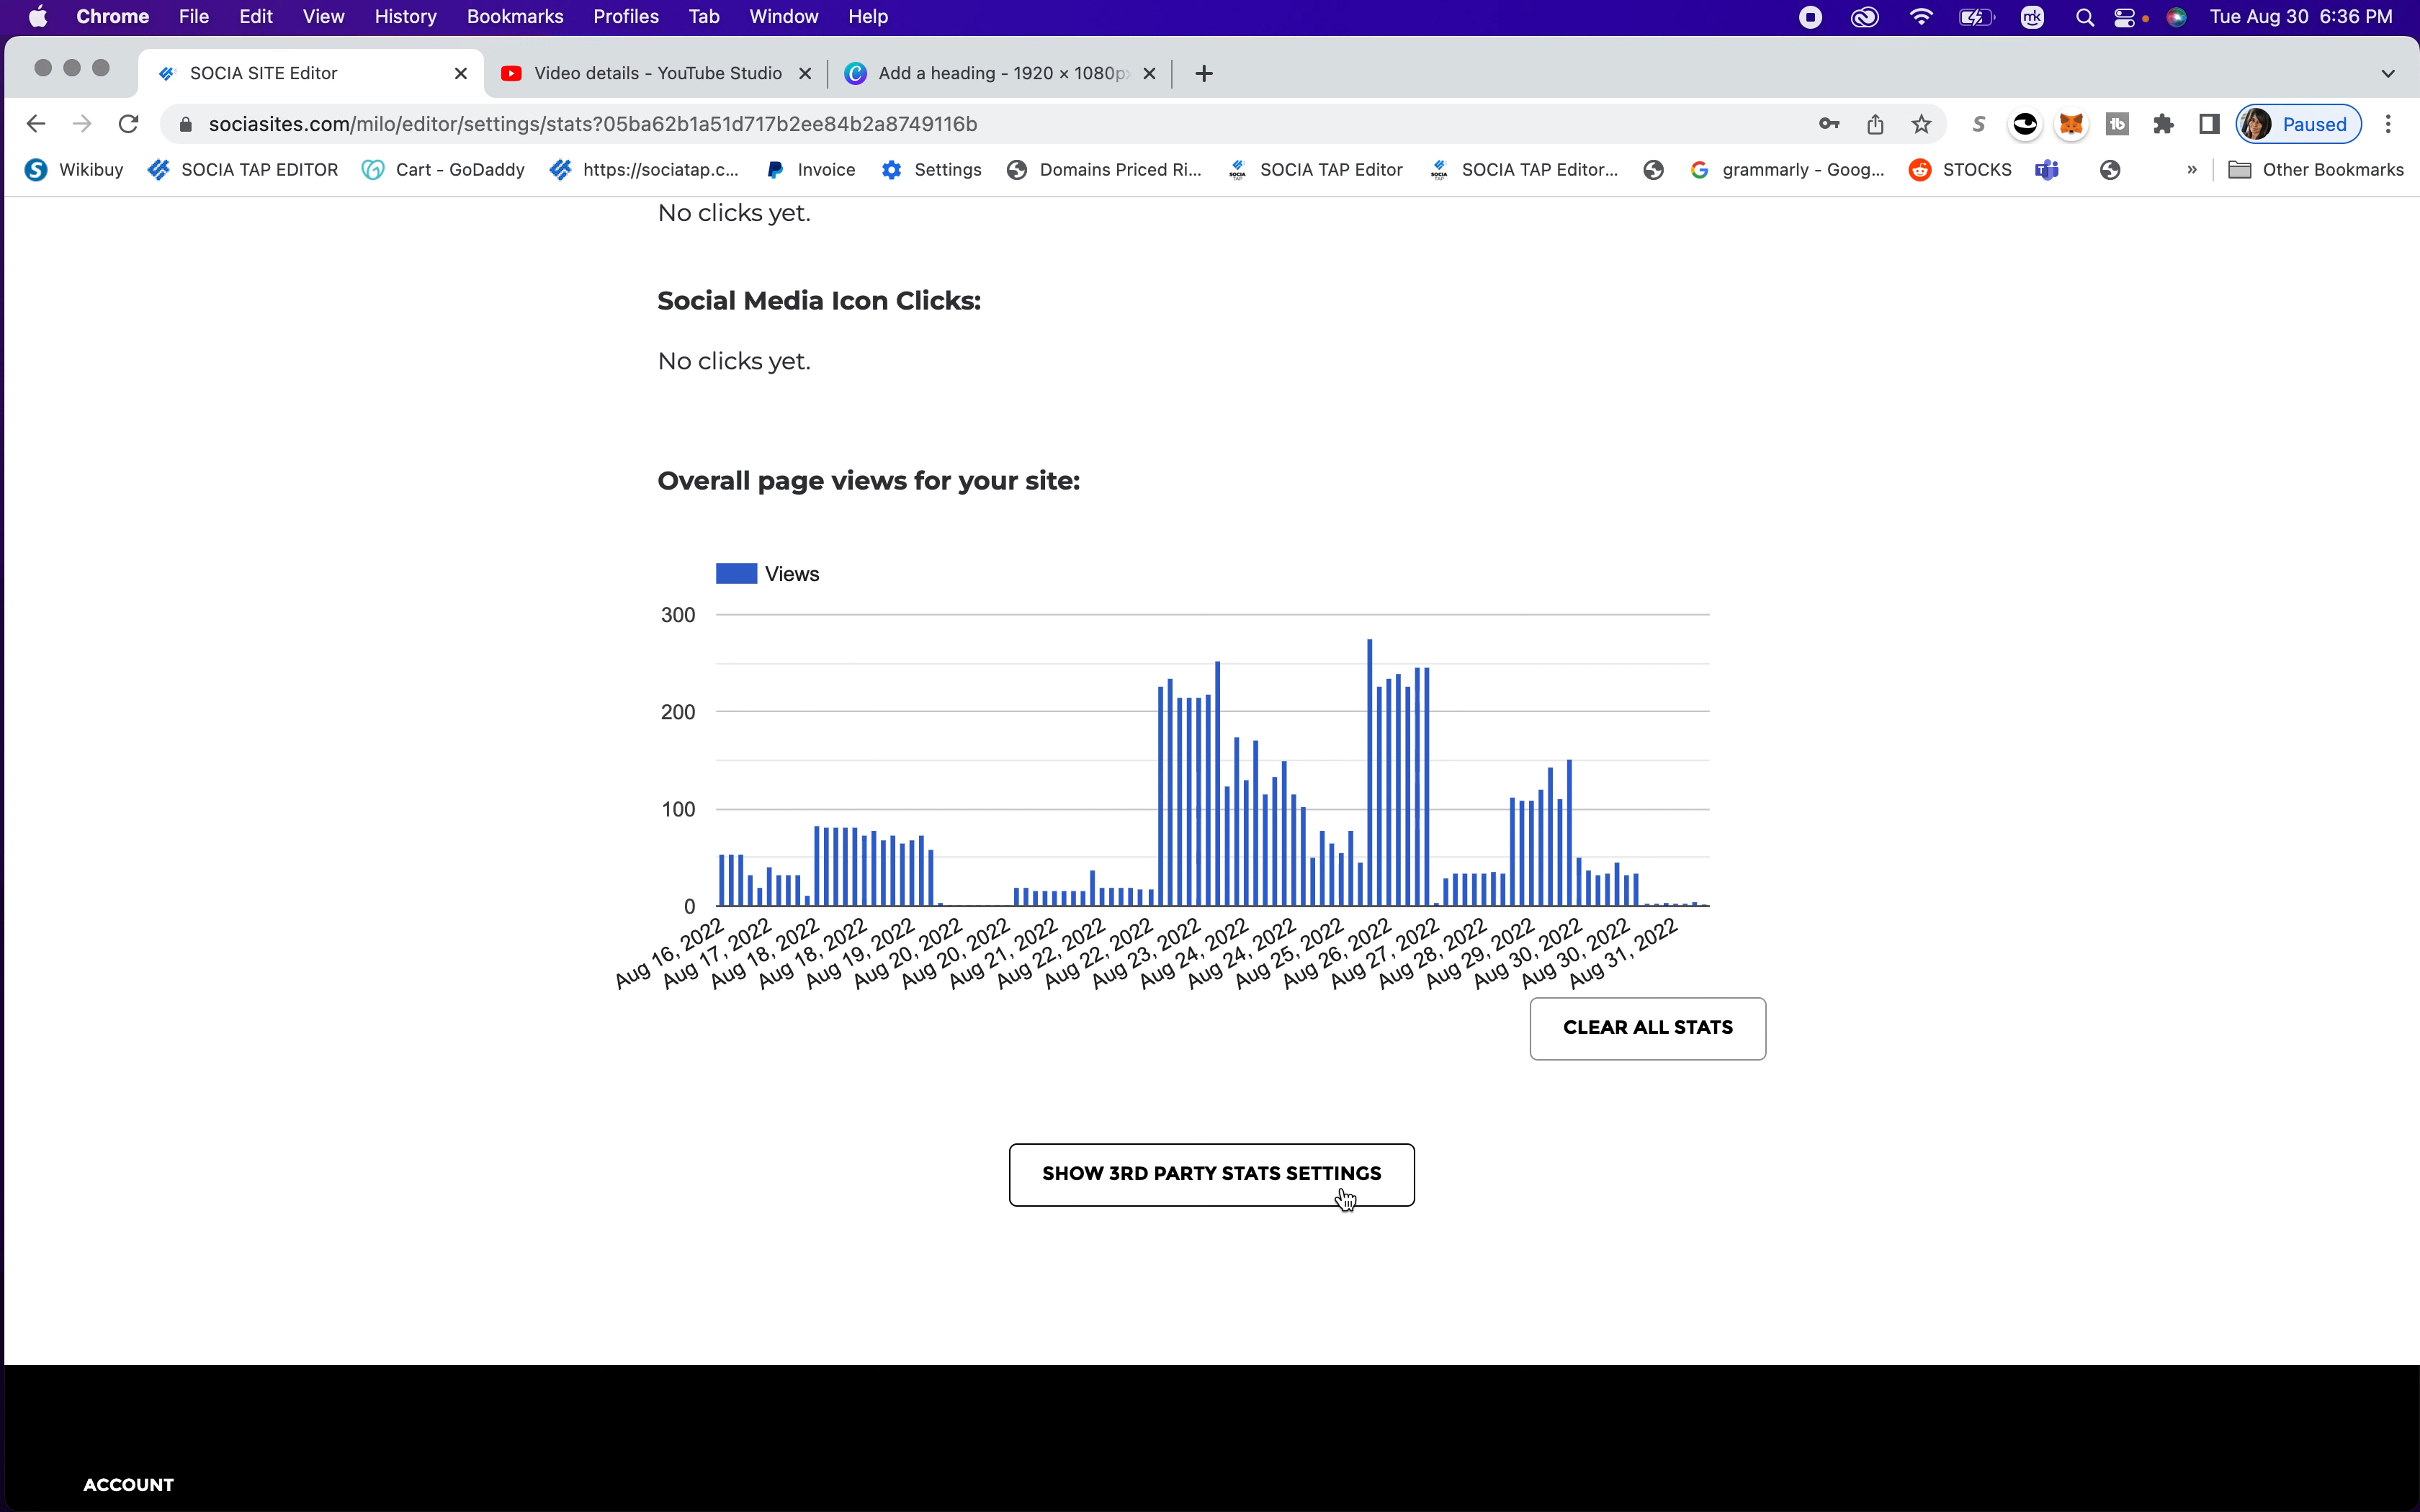 Chrome File Edit View History Bookmarks Profiles Tab Window Help mk Tue Aug 30 6:36 PM
SOCIA SITE Editor Video details - YouTube Studio Add a heading - 1920 × 1080p
sociasites.com/milo/editor/settings/stats?05ba62b1a51d717b2ee84b2a8749116b Paused
Wikibuy SOCIA TAP EDITOR Cart - GoDaddy https://sociatap.c... Invoice Settings Domains Priced Ri... SOCIA TAP Editor SOCIA TAP Editor... grammarly - Goog... STOCKS » Other Bookmarks
No clicks yet.
Social Media Icon Clicks:
No clicks yet.
Overall page views for your site:
Views
300
200
100
0
Aug 16, 2022 Aug 17, 2022 Aug 18, 2022 Aug 18, 2022 Aug 19, 2022 Aug 20, 2022 Aug 20, 2022 Aug 21, 2022 Aug 22, 2022 Aug 22, 2022 Aug 23, 2022 Aug 24, 2022 Aug 24, 2022 Aug 25, 2022 Aug 26, 2022 Aug 27, 2022 Aug 28, 2022 Aug 29, 2022 Aug 30, 2022 Aug 30, 2022 Aug 31, 2022
CLEAR ALL STATS
SHOW 3RD PARTY STATS SETTINGS
ACCOUNT